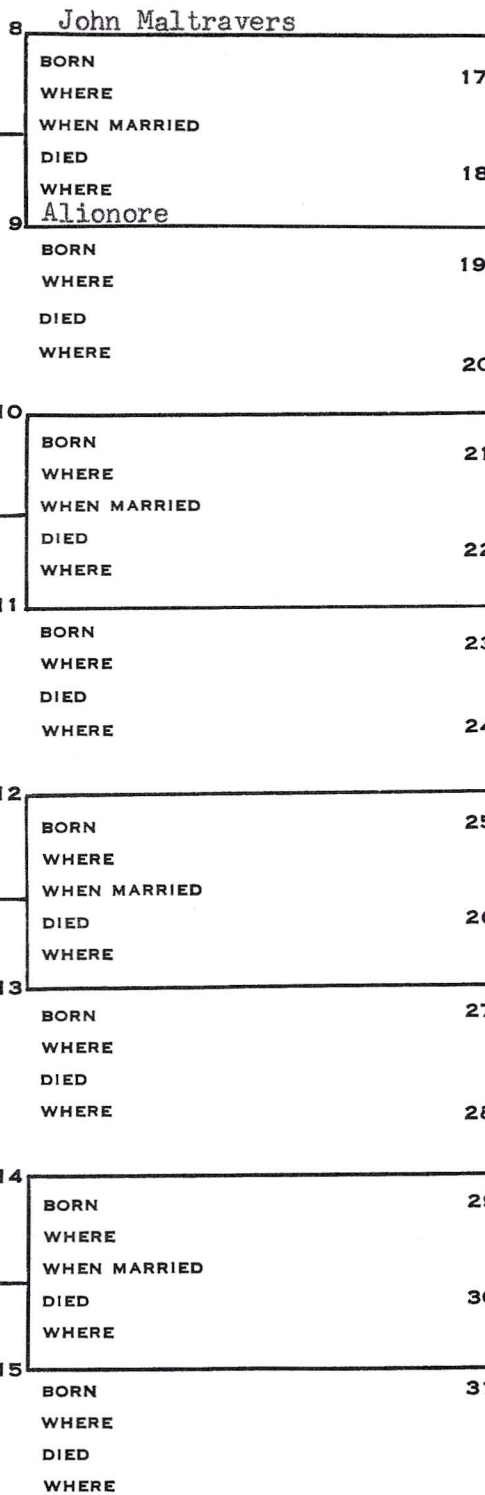 8 John Maltravers
BORN
17
WHERE
WHEN MARRIED
DIED
18
WHERE
9 Alionore
BORN
19
WHERE
DIED
WHERE
20
10
BORN
21
WHERE
WHEN MARRIED
DIED
22
WHERE
11
BORN
23
WHERE
DIED
WHERE
24
12
BORN
25
WHERE
WHEN MARRIED
DIED
26
WHERE
13
BORN
27
WHERE
DIED
WHERE
28
14
BORN
29
WHERE
WHEN MARRIED
DIED
30
WHERE
15
BORN
31
WHERE
DIED
WHERE